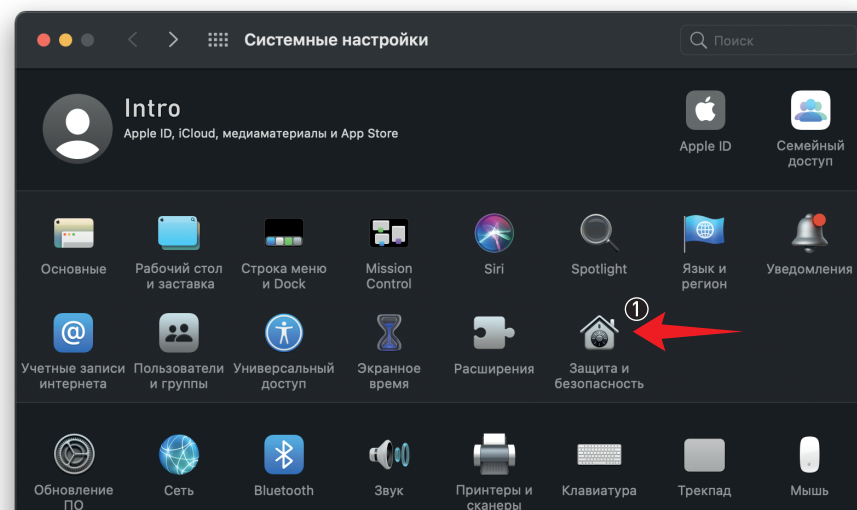 Системные настройки
Поиск
Intro
Apple ID, iCloud, медиаматериалы и App Store
Apple ID
Семейный
доступ
Основные
Рабочий стол
и заставка
Строка меню
и Dock
Mission
Control
Siri
Spotlight
Язык и
регион
Уведомления
@
Учетные записи
интернета
Пользователи
и группы
Универсальный
доступ
Экранное
время
Расширения
①
Защита и
безопасность
Обновление
ПО
Сеть
Bluetooth
Звук
Принтеры и
сканеры
Клавиатура
Трекпад
Мышь